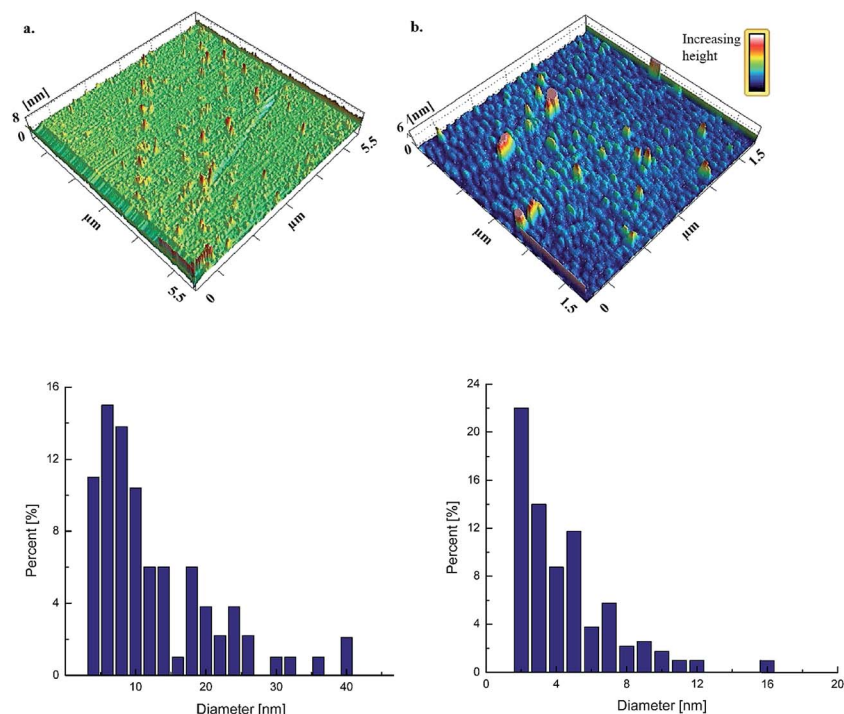 a.
8 [nm]
0
5.5
µm
µm
5.5
0
b.
Increasing
height
6 [nm]
0
1.5
µm
µm
1.5
0
16
12
8
4
0
Percent [%]
10
20
30
40
Diameter [nm]
24
20
16
12
8
4
0
Percent [%]
0
4
8
12
16
20
Diameter [nm]